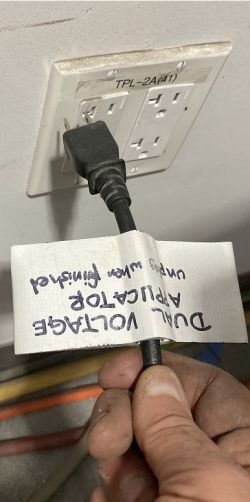 TPL-2A(41)
DUAL VOLTAGE
APPLICATOR
unplug when finished